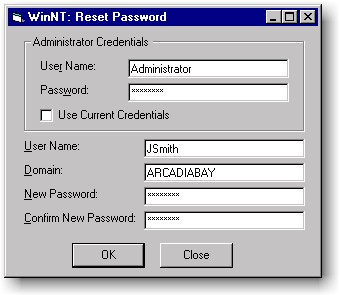 WinNT: Reset Password
Administrator Credentials
User Name: Administrator
Password: ********
Use Current Credentials
User Name: JSmith
Domain: ARCADIABAY
New Password: ********
Confirm New Password: ********
OK Close